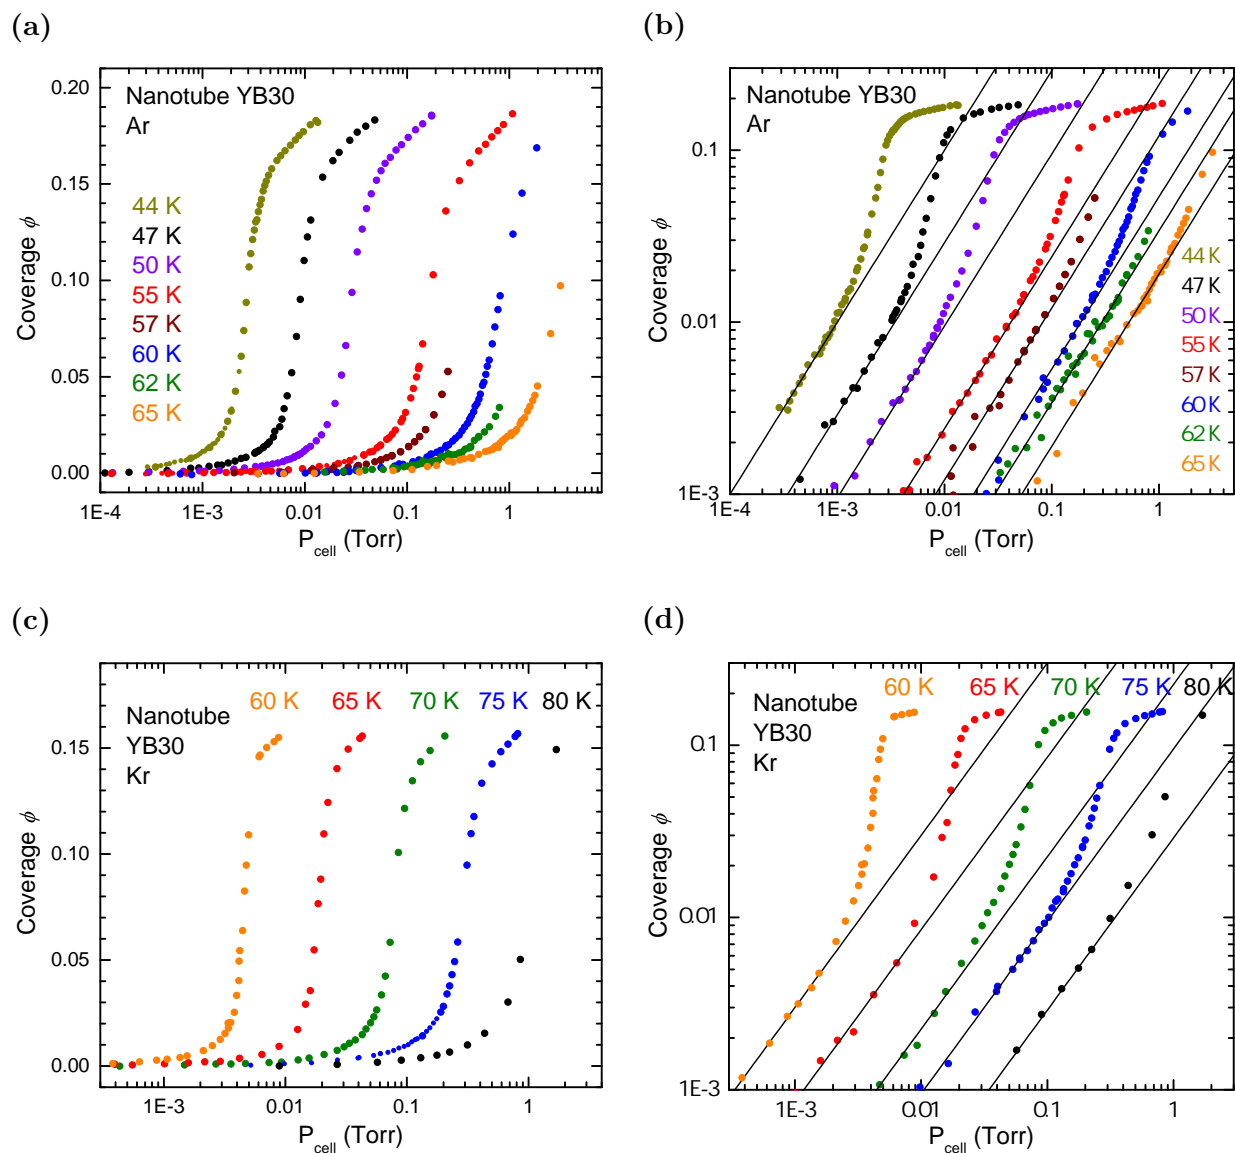 (a)
Nanotube YB30
Ar
44 K
47 K
50 K
55 K
57 K
60 K
62 K
65 K
0.20
0.15
0.10
0.05
0.00
Coverage ϕ
1E-4
1E-3
0.01
0.1
1
P_cell (Torr)
(b)
Nanotube YB30
Ar
44 K
47 K
50 K
55 K
57 K
60 K
62 K
65 K
0.1
0.01
1E-3
Coverage ϕ
1E-4
1E-3
0.01
0.1
1
P_cell (Torr)
(c)
60 K 65 K 70 K 75 K 80 K
Nanotube
YB30
Kr
0.15
0.10
0.05
0.00
Coverage ϕ
1E-3
0.01
0.1
1
P_cell (Torr)
(d)
60 K 65 K 70 K 75 K 80 K
Nanotube
YB30
Kr
0.1
0.01
1E-3
Coverage ϕ
1E-3
0.01
0.1
1
P_cell (Torr)